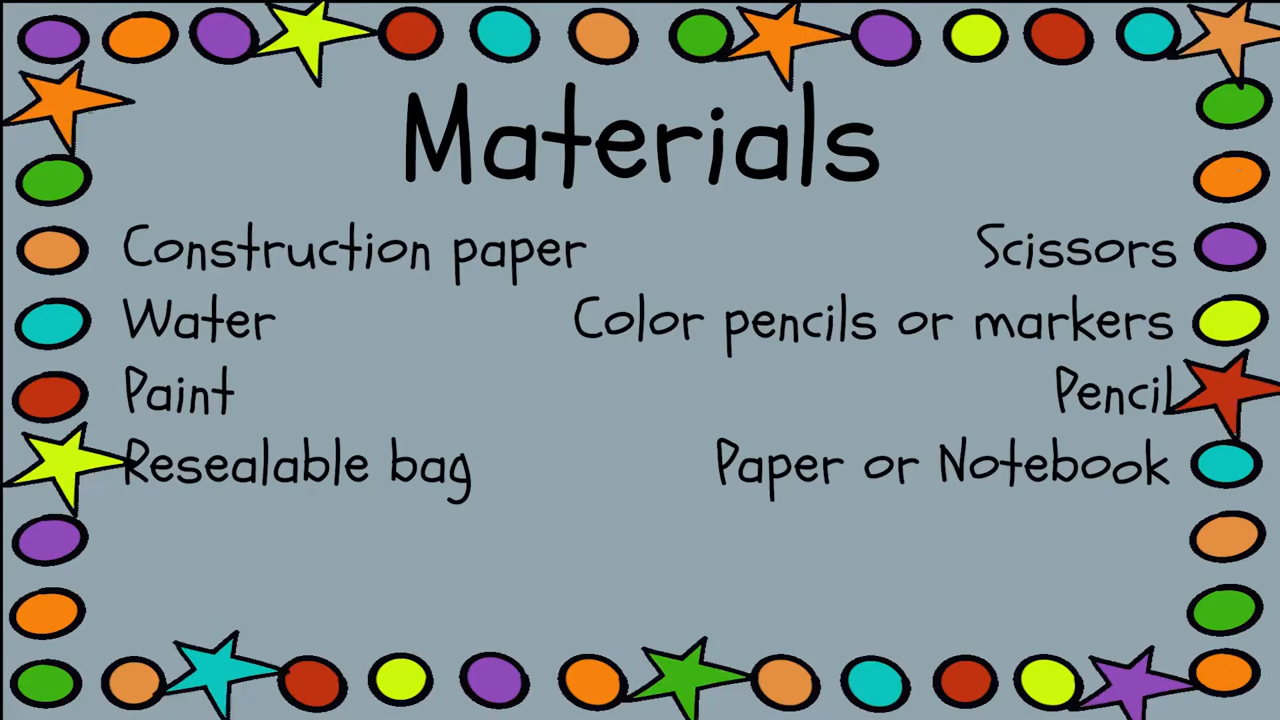 Materials
Construction paper
Water
Paint
Resealable bag
Scissors
Color pencils or markers
Pencil
Paper or Notebook